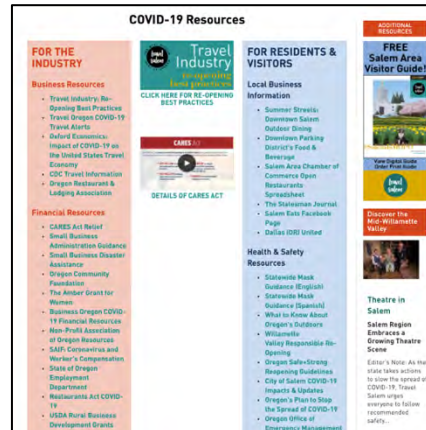 COVID-19 Resources
FOR THE
INDUSTRY
Business Resources
Travel Industry: Re-
Opening Best Practices
Travel Oregon COVID-19
Travel Alerts
Oxford Economics:
Impact of COVID-19 on
the United States Travel
Economy
CDC Travel Information
Oregon Restaurant &
Lodging Association
Financial Resources
CARES Act Relief
Small Business
Administration Guidance
Small Business Disaster
Assistance
Oregon Community
Foundation
The Amber Grant for
Women
Business Oregon COVID-
19 Financial Resources
Non-Profit Association
of Oregon Resources
SAIF: Coronavirus and
Worker's Compensation
State of Oregon
Employment
Department
Restaurants Act COVID-
19
USDA Rural Business
Development Grants
travel
salem
Travel
Industry
re-opening
best practices
CLICK HERE FOR RE-OPENING
BEST PRACTICES
CARES ACT
DETAILS OF CARES ACT
FOR RESIDENTS &
VISITORS
Local Business
Information
Summer Streets:
Downtown Salem
Outdoor Dining
Downtown Parking
District's Food &
Beverage
Salem Area Chamber of
Commerce Open
Restaurants
Spreadsheet
The Statesman Journal
Salem Eats Facebook
Page
Dallas (OR) United
Health & Safety
Resources
Statewide Mask
Guidance (English)
Statewide Mask
Guidance (Spanish)
What to Know About
Oregon's Outdoors
Willamette
Valley Responsible Re-
Opening
Oregon Safe+Strong
Reopening Guidelines
City of Salem COVID-19
Impacts & Updates
Oregon's Plan to Stop
the Spread of COVID-19
Oregon Office of
Emergency Management
ADDITIONAL
RESOURCES
FREE
Salem Area
Visitor Guide!
View Digital Guide
Order Print Guide
travel
salem
Discover the
Mid-Willamette
Valley
Theatre in
Salem
Salem Region
Embraces a
Growing Theatre
Scene
Editor's Note: As the
state takes actions
to slow the spread of
COVID-19, Travel
Salem urges
everyone to follow
recommended
safety...